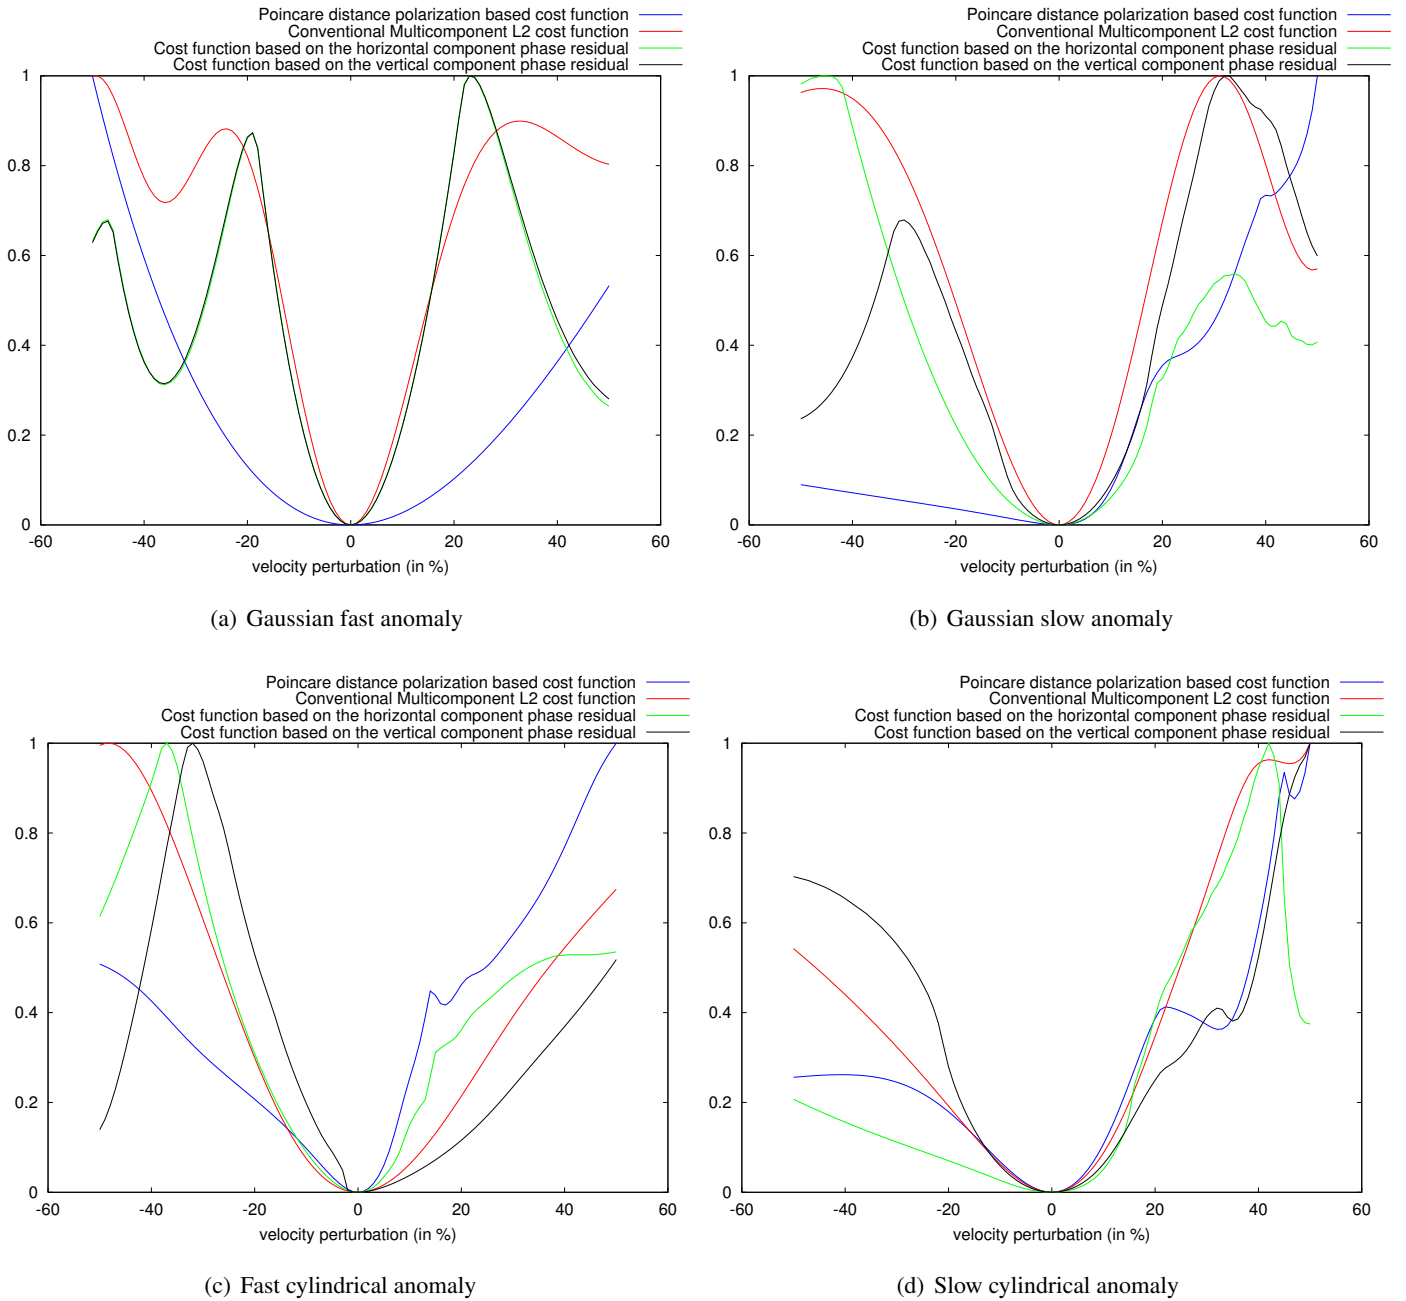 Poincare distance polarization based cost function
Conventional Multicomponent L2 cost function
Cost function based on the horizontal component phase residual
Cost function based on the vertical component phase residual
1
0.8
0.6
0.4
0.2
0
-60 -40 -20 0 20 40 60
velocity perturbation (in %)
(a) Gaussian fast anomaly
Poincare distance polarization based cost function
Conventional Multicomponent L2 cost function
Cost function based on the horizontal component phase residual
Cost function based on the vertical component phase residual
1
0.8
0.6
0.4
0.2
0
-60 -40 -20 0 20 40 60
velocity perturbation (in %)
(b) Gaussian slow anomaly
Poincare distance polarization based cost function
Conventional Multicomponent L2 cost function
Cost function based on the horizontal component phase residual
Cost function based on the vertical component phase residual
1
0.8
0.6
0.4
0.2
0
-60 -40 -20 0 20 40 60
velocity perturbation (in %)
(c) Fast cylindrical anomaly
Poincare distance polarization based cost function
Conventional Multicomponent L2 cost function
Cost function based on the horizontal component phase residual
Cost function based on the vertical component phase residual
1
0.8
0.6
0.4
0.2
0
-60 -40 -20 0 20 40 60
velocity perturbation (in %)
(d) Slow cylindrical anomaly